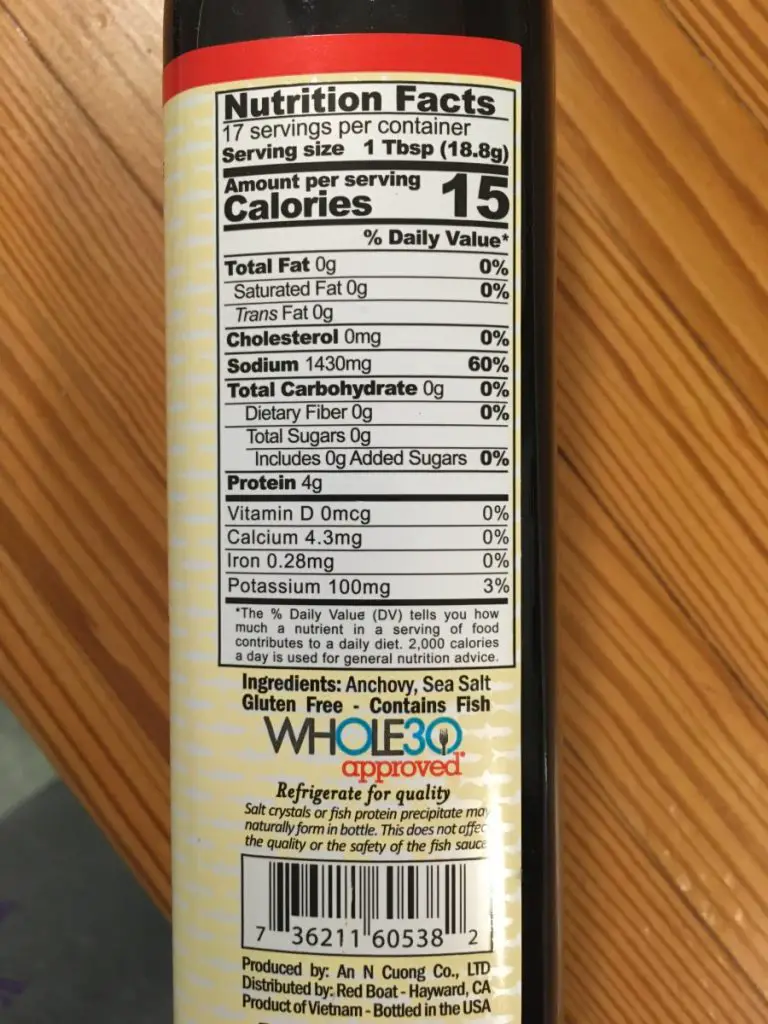 Nutrition Facts
17 servings per container
Serving size 1 Tbsp (18.8g)
Amount per serving
Calories 15
% Daily Value*
Total Fat 0g 0%
Saturated Fat 0g 0%
Trans Fat 0g
Cholesterol 0mg 0%
Sodium 1430mg 60%
Total Carbohydrate 0g 0%
Dietary Fiber 0g 0%
Total Sugars 0g
Includes 0g Added Sugars 0%
Protein 4g
Vitamin D 0mcg 0%
Calcium 4.3mg 0%
Iron 0.28mg 0%
Potassium 100mg 3%
*The % Daily Value (DV) tells you how
much a nutrient in a serving of food
contributes to a daily diet. 2,000 calories
a day is used for general nutrition advice.
Ingredients: Anchovy, Sea Salt
Gluten Free - Contains Fish
WHOLE30
approved
Refrigerate for quality
Salt crystals or fish protein precipitate may
naturally form in bottle. This does not affec
the quality or the safety of the fish sauce
7 36211 60538 2
Produced by: An N Cuong Co., LTD
Distributed by: Red Boat - Hayward, CA
Product of Vietnam - Bottled in the USA